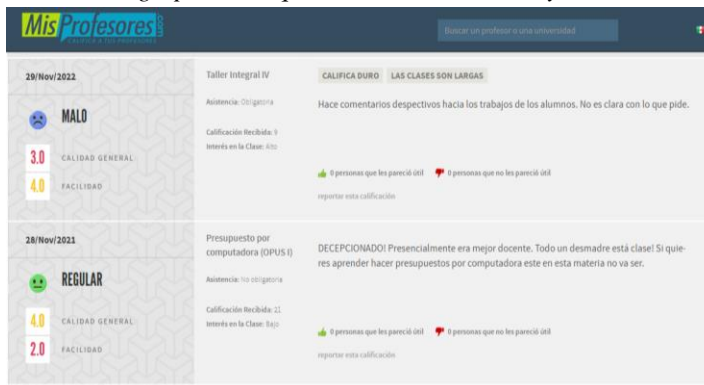 MisProfesores.com
CALIFICA A TUS PROFESORES
Buscar un profesor o una universidad
29/Nov/2022
MALO
3.0 CALIDAD GENERAL
4.0 FACILIDAD
Taller Integral IV
Asistencia: Obligatoria
Calificación Recibida: 9
Interés en la Clase: Alto
CALIFICA DURO LAS CLASES SON LARGAS
Hace comentarios despectivos hacia los trabajos de los alumnos. No es clara con lo que pide.
0 personas que les pareció útil 0 personas que no les pareció útil
reportar esta calificación
28/Nov/2021
REGULAR
4.0 CALIDAD GENERAL
2.0 FACILIDAD
Presupuesto por
computadora (OPUS I)
Asistencia: No obligatoria
Calificación Recibida: 11
Interés en la Clase: Bajo
DECEPCIONADO! Presencialmente era mejor docente. Todo un desmadre está clase! Si quie-
res aprender hacer presupuestos por computadora este en esta materia no va ser.
0 personas que les pareció útil 0 personas que no les pareció útil
reportar esta calificación